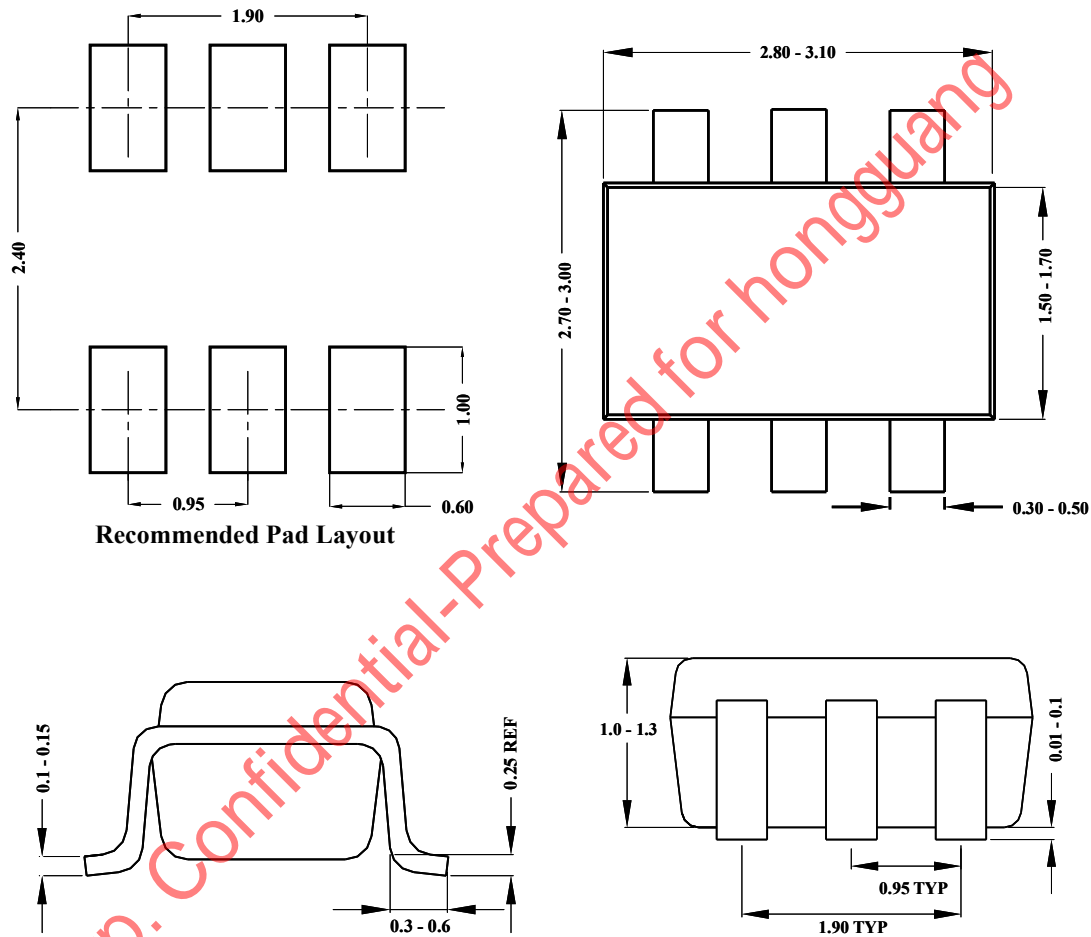 1.90
2.40
1.00
0.95
0.60
Recommended Pad Layout
2.80 - 3.10
2.70 - 3.00
1.50 - 1.70
0.30 - 0.50
0.1 - 0.15
0.25 REF
0.3 - 0.6
1.0 - 1.3
0.01 - 0.1
0.95 TYP
1.90 TYP
p. Confidential-Prepared for hongguang